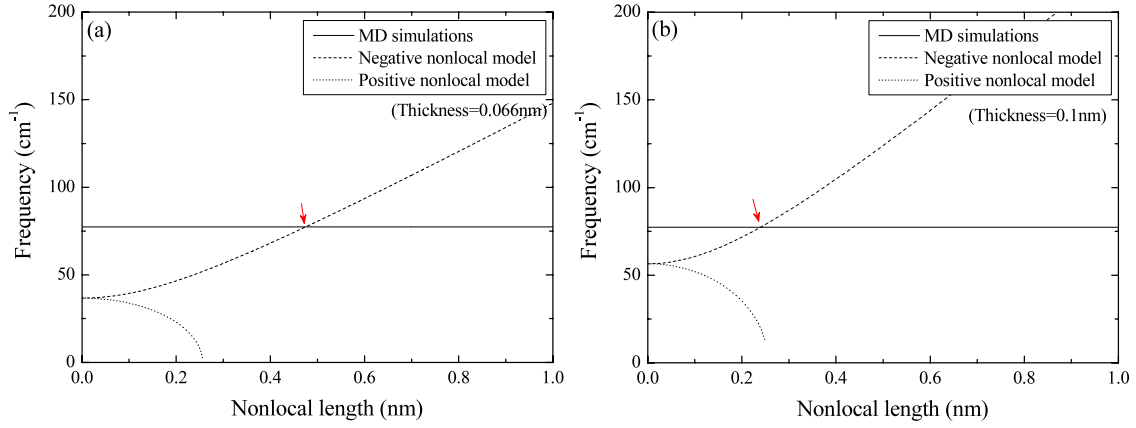 (a)
MD simulations
Negative nonlocal model
Positive nonlocal model
(Thickness=0.066nm)
200
150
100
50
0
Frequency (cm-1)
0.0 0.2 0.4 0.6 0.8 1.0
Nonlocal length (nm)
(b)
MD simulations
Negative nonlocal model
Positive nonlocal model
(Thickness=0.1nm)
200
150
100
50
0
Frequency (cm-1)
0.0 0.2 0.4 0.6 0.8 1.0
Nonlocal length (nm)